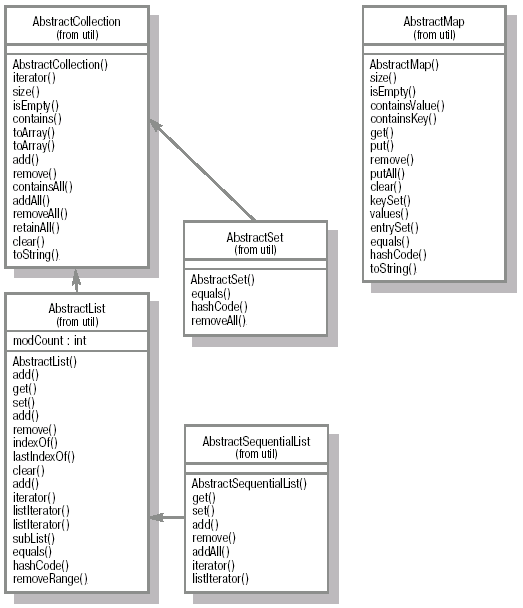 AbstractCollection
(from util)
AbstractCollection()
iterator()
size()
isEmpty()
contains()
toArray()
toArray()
add()
remove()
containsAll()
addAll()
removeAll()
retainAll()
clear()
toString()
AbstractMap
(from util)
AbstractMap()
size()
isEmpty()
containsValue()
containsKey()
get()
put()
remove()
putAll()
clear()
keySet()
values()
entrySet()
equals()
hashCode()
toString()
AbstractSet
(from util)
AbstractSet()
equals()
hashCode()
removeAll()
AbstractList
(from util)
modCount : int
AbstractList()
add()
get()
set()
add()
remove()
indexOf()
lastIndexOf()
clear()
add()
iterator()
listIterator()
listIterator()
subList()
equals()
hashCode()
removeRange()
AbstractSequentialList
(from util)
AbstractSequentialList()
get()
set()
add()
remove()
addAll()
iterator()
listIterator()